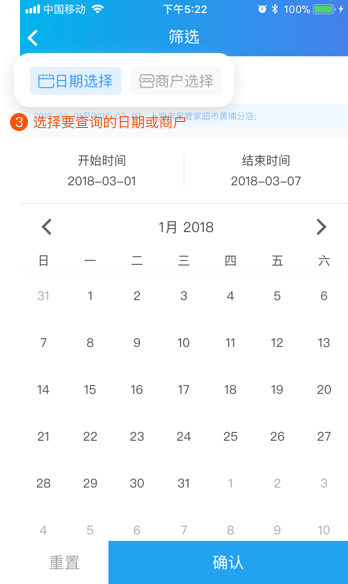 中国移动 下午5:22 100%
筛选
日期选择 商户选择
3 选择要查询的日期或商户
开始时间 结束时间
2018-03-01 2018-03-07
1月 2018
日 一 二 三 四 五 六
31 1 2 3 4 5 6
7 8 9 10 11 12 13
14 15 16 17 18 19 20
21 22 23 24 25 26 27
28 29 30 31 1 2 3
4 5 6 7 8 9 10
重置 确认